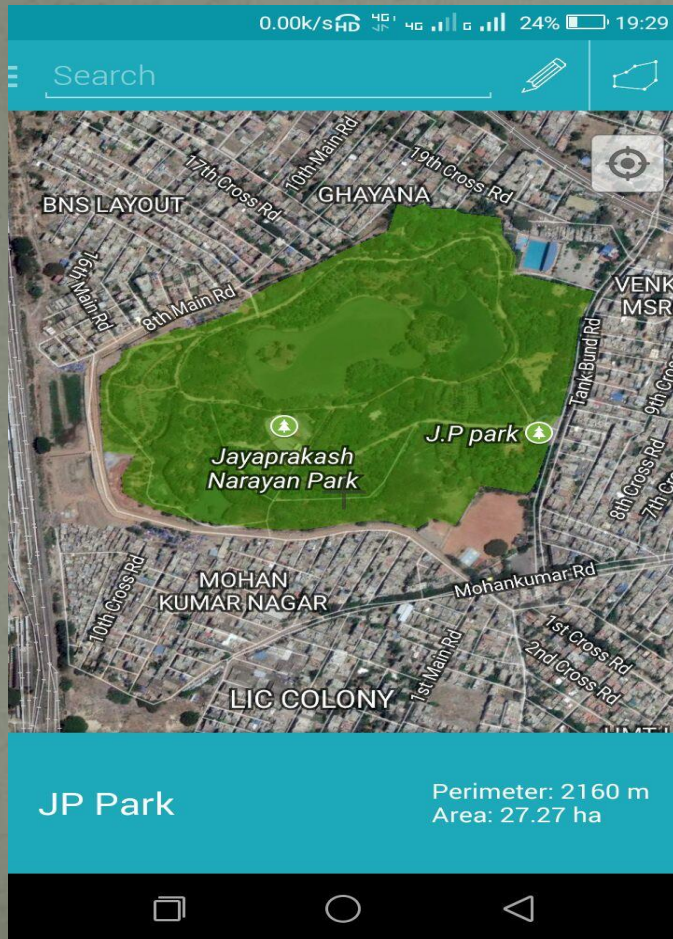 0.00k/s HD 4G+ 4G G 24% 19:29
Search
19th Cross Rd
10th Main Rd
17th Cross Rd
GHAYANA
BNS LAYOUT
16th Main Rd
8th Main Rd
VENK
MSR
Tank Bund Rd
9th Cr
J.P park
Jayaprakash
Narayan Park
8th Cross Rd
7th Cr
Mohankumar Rd
MOHAN
KUMAR NAGAR
10th Cross Rd
1st Cross Rd
2nd Cross Rd
1st Main Rd
LIC COLONY
JP Park
Perimeter: 2160 m
Area: 27.27 ha